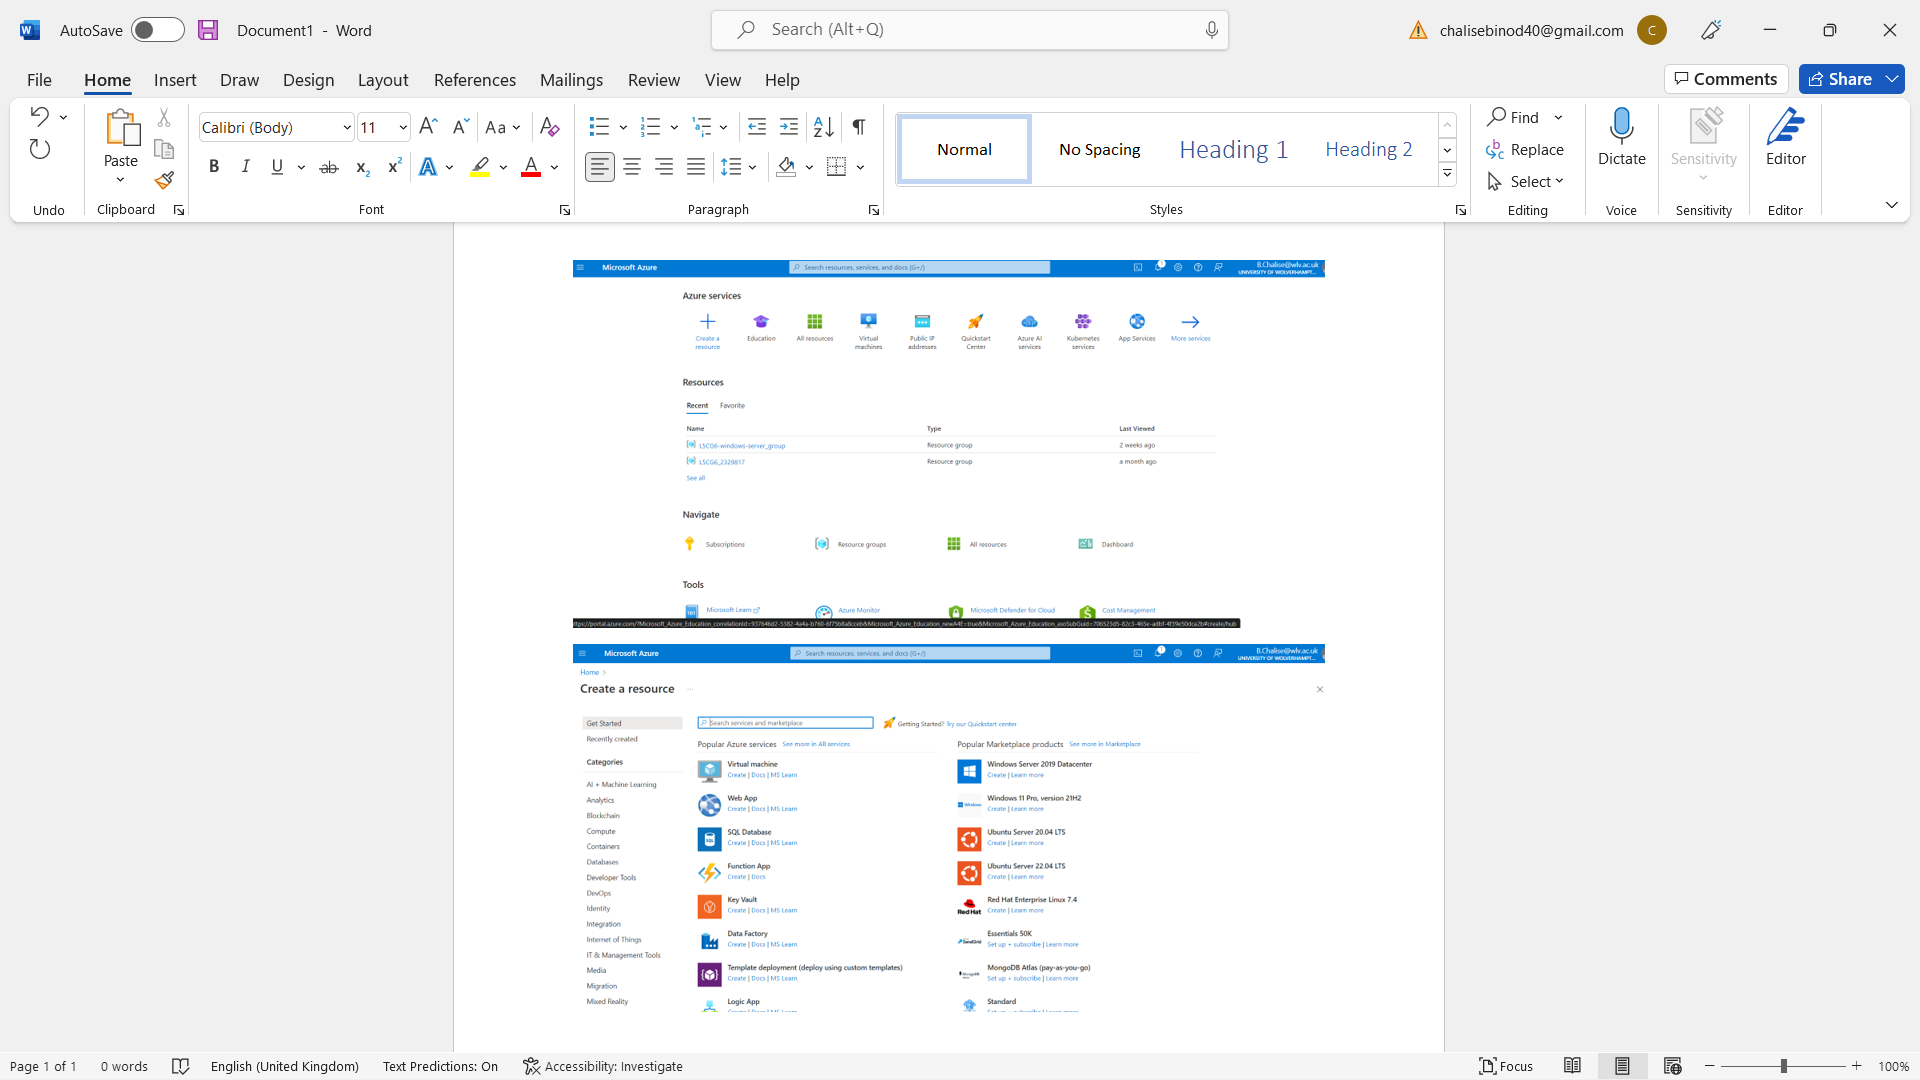 AutoSave
Document1 - Word
Search (Alt+Q)
chalisebinod40@gmail.com
C
File Home Insert Draw Design Layout References Mailings Review View Help
Comments Share
Calibri (Body) 11
Paste
Normal No Spacing Heading 1 Heading 2
Find
Replace
Select
Dictate
Sensitivity
Editor
Undo Clipboard Font Paragraph Styles Editing Voice Sensitivity Editor
Microsoft Azure
Search resources, services, and docs (G+/)
B.Chalise@wlv.ac.uk
UNIVERSITY OF WOLVERHAMPT...
Azure services
Create a resource
Education
All resources
Virtual machines
Public IP addresses
Quickstart Center
Azure AI services
Kubernetes services
App Services
More services
Resources
Recent Favorite
Name Type Last Viewed
L5CG6-windows-server_group Resource group 2 weeks ago
L5CG6_2329817 Resource group a month ago
See all
Navigate
Subscriptions Resource groups All resources Dashboard
Tools
Microsoft Learn Azure Monitor Microsoft Defender for Cloud Cost Management
Microsoft Azure
Search resources, services, and docs (G+/)
B.Chalise@wlv.ac.uk
UNIVERSITY OF WOLVERHAMPT...
Home >
Create a resource ...
Get Started
Recently created
Categories
AI + Machine Learning
Analytics
Blockchain
Compute
Containers
Databases
Developer Tools
DevOps
Identity
Integration
Internet of Things
IT & Management Tools
Media
Migration
Mixed Reality
Search services and marketplace
Getting Started? Try our Quickstart center
Popular Azure services See more in All services
Virtual machine
Create | Docs | MS Learn
Web App
Create | Docs | MS Learn
SQL Database
Create | Docs | MS Learn
Function App
Create | Docs
Key Vault
Create | Docs | MS Learn
Data Factory
Create | Docs | MS Learn
Template deployment (deploy using custom templates)
Create | Docs | MS Learn
Logic App
Create | Docs | MS Learn
Popular Marketplace products See more in Marketplace
Windows Server 2019 Datacenter
Create | Learn more
Windows 11 Pro, version 21H2
Create | Learn more
Ubuntu Server 20.04 LTS
Create | Learn more
Ubuntu Server 22.04 LTS
Create | Learn more
Red Hat
Red Hat Enterprise Linux 7.4
Create | Learn more
SendGrid
Essentials 50K
Set up + subscribe | Learn more
MongoDB Atlas (pay-as-you-go)
Set up + subscribe | Learn more
Standard
Set up + subscribe | Learn more
Page 1 of 1 0 words English (United Kingdom) Text Predictions: On Accessibility: Investigate
Focus 100%